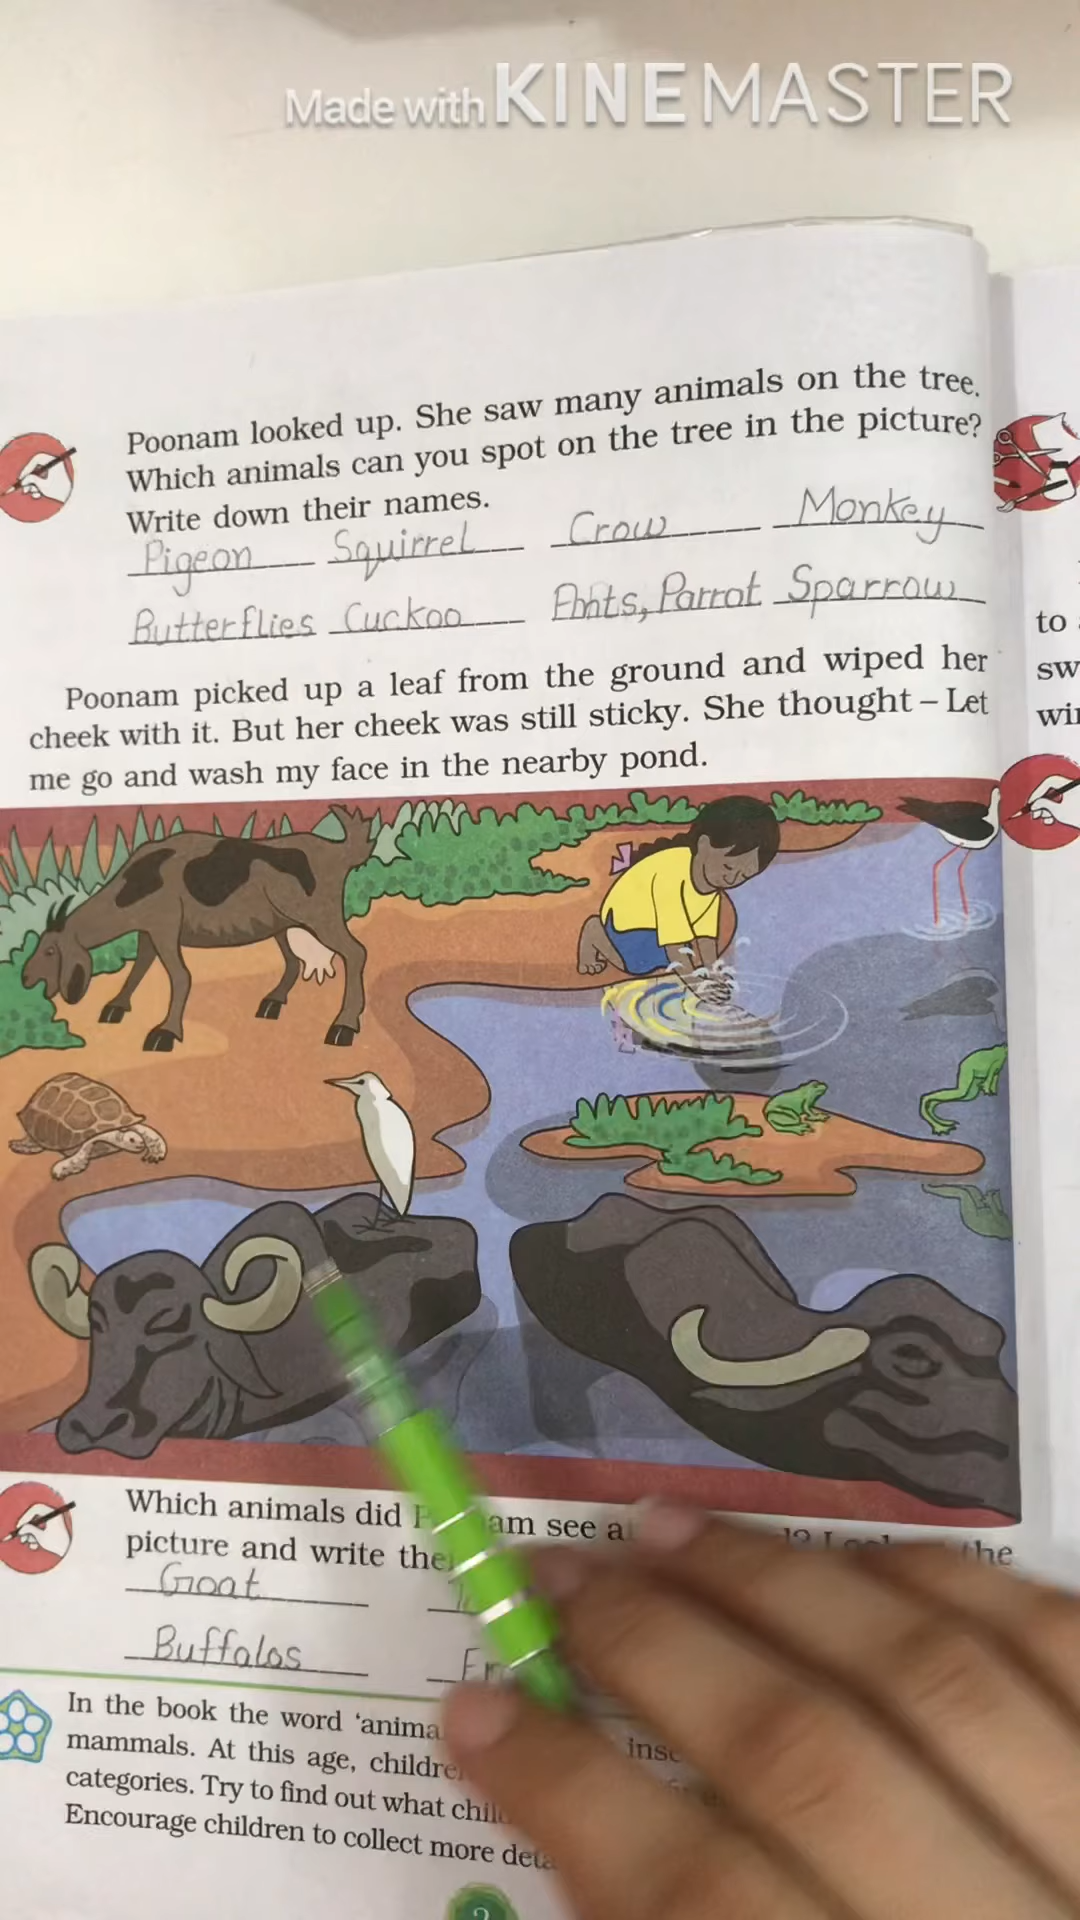 Made with KINEMASTER
Poonam looked up. She saw many animals on the tree.
Which animals can you spot on the tree in the picture?
Write down their names.
Pigeon Squirrel Crow Monkey
Butterflies Cuckoo Ants, Parrot Sparrow
Poonam picked up a leaf from the ground and wiped her
cheek with it. But her cheek was still sticky. She thought – Let
me go and wash my face in the nearby pond.
to
Which animals did see the
picture and write
Goat
Buffalos
In the book the word
mammals. At this age,
categories. Try to find out what
Encourage children to collect more
2